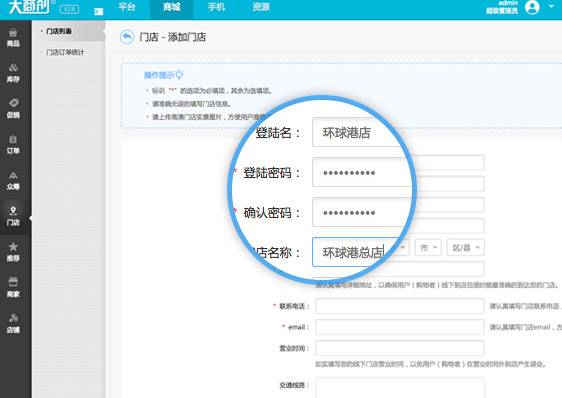 大商创 V2.0 平台 商城 手机 资源 admin
超级管理员
门店列表
门店订单统计
商品
库存
促销
订单
众筹
门店
推荐
商家
店铺
门店 - 添加门店
操作提示
· 标识 "*" 的选项为必填项，其余为选填项。
· 请准确无误的填写门店信息。
· 请上传高清门店实景图片，方便用户准
登陆名： 环球港店
* 登陆密码： ••••••••••
* 确认密码： ••••••••••
店名称： 环球港总店
市 区/县
请认真填写详细地址，以确保用户（购物者）线下到店自提时能最准确的到达您的门店。
* 联系电话： 请认真填写门店联系电话，
* email： 请认真填写门店email，方
营业时间：
如实填写您的线下门店营业时间，以免用户（购物者）在营业时间外到店产生误会。
交通线路：